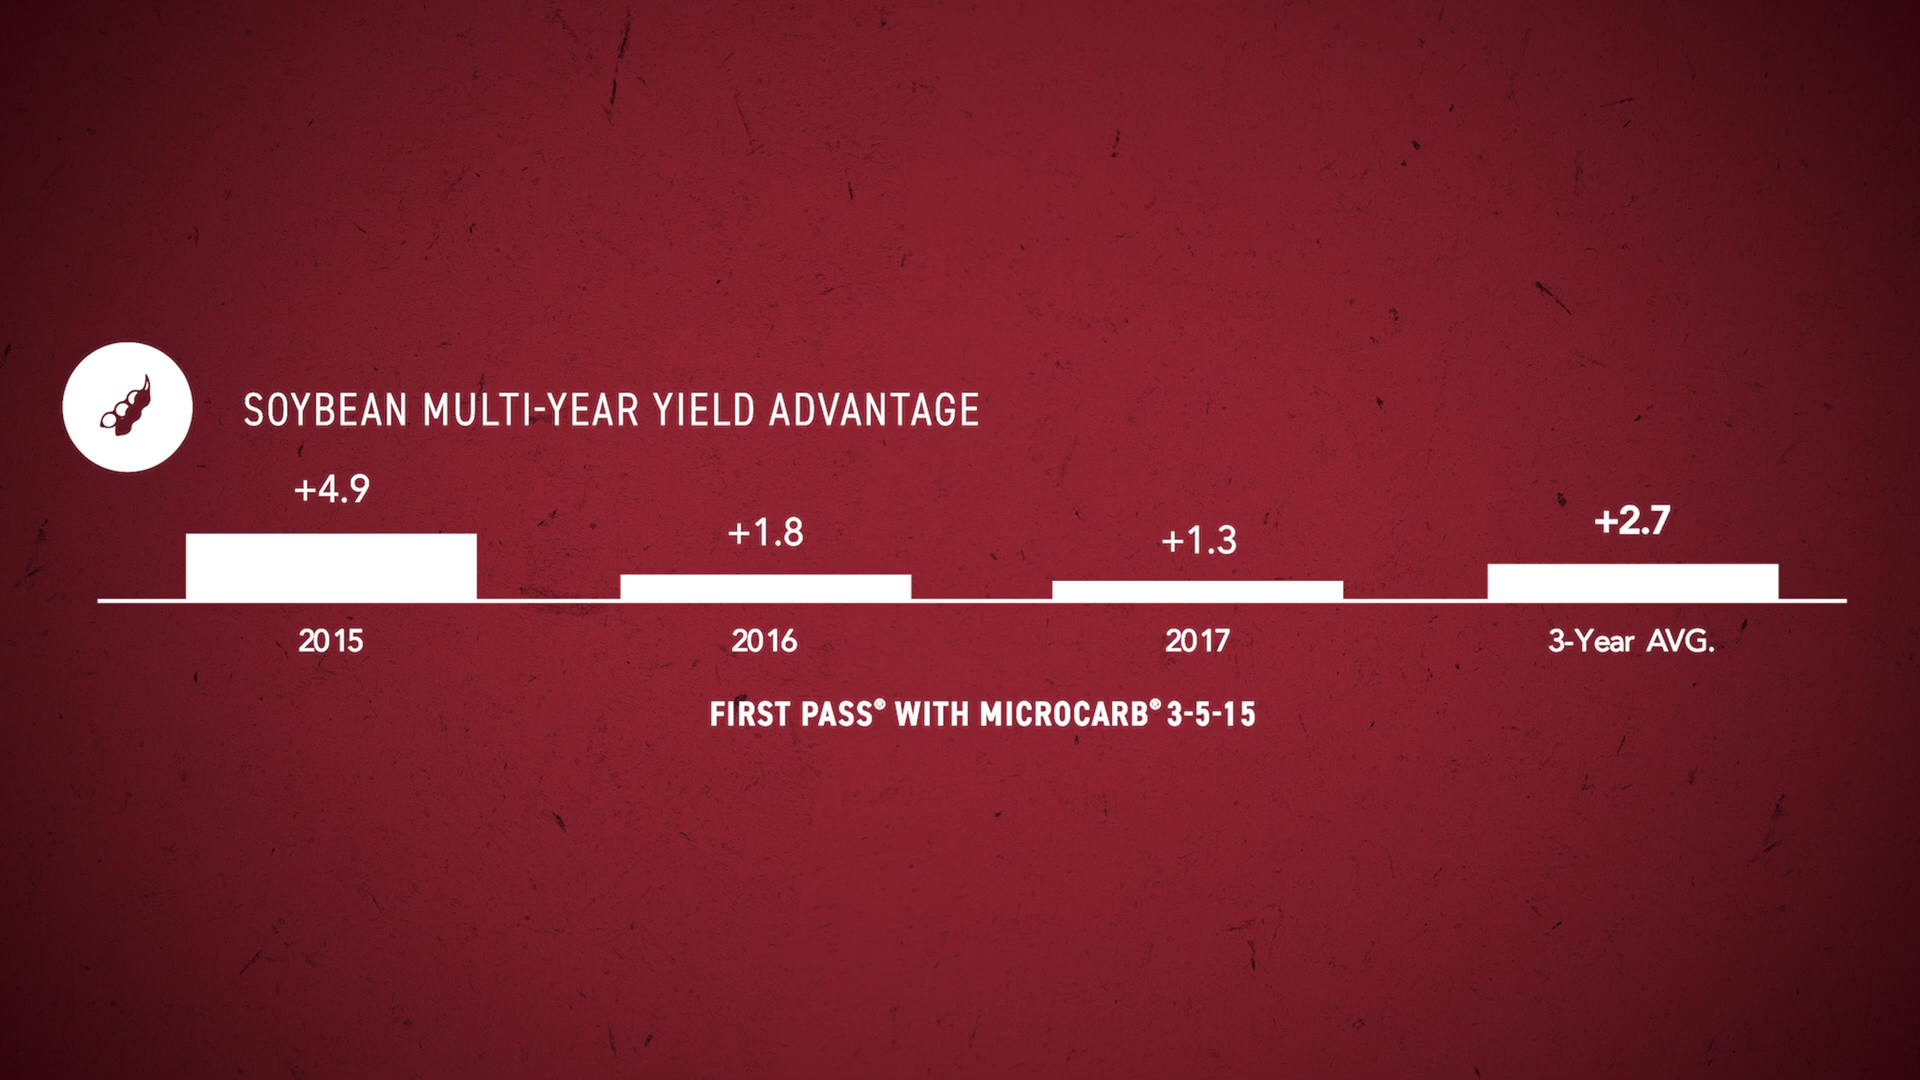 SOYBEAN MULTI-YEAR YIELD ADVANTAGE
+4.9
+1.8
+1.3
+2.7
2015
2016
2017
3-Year AVG.
FIRST PASS® WITH MICROCARB® 3-5-15